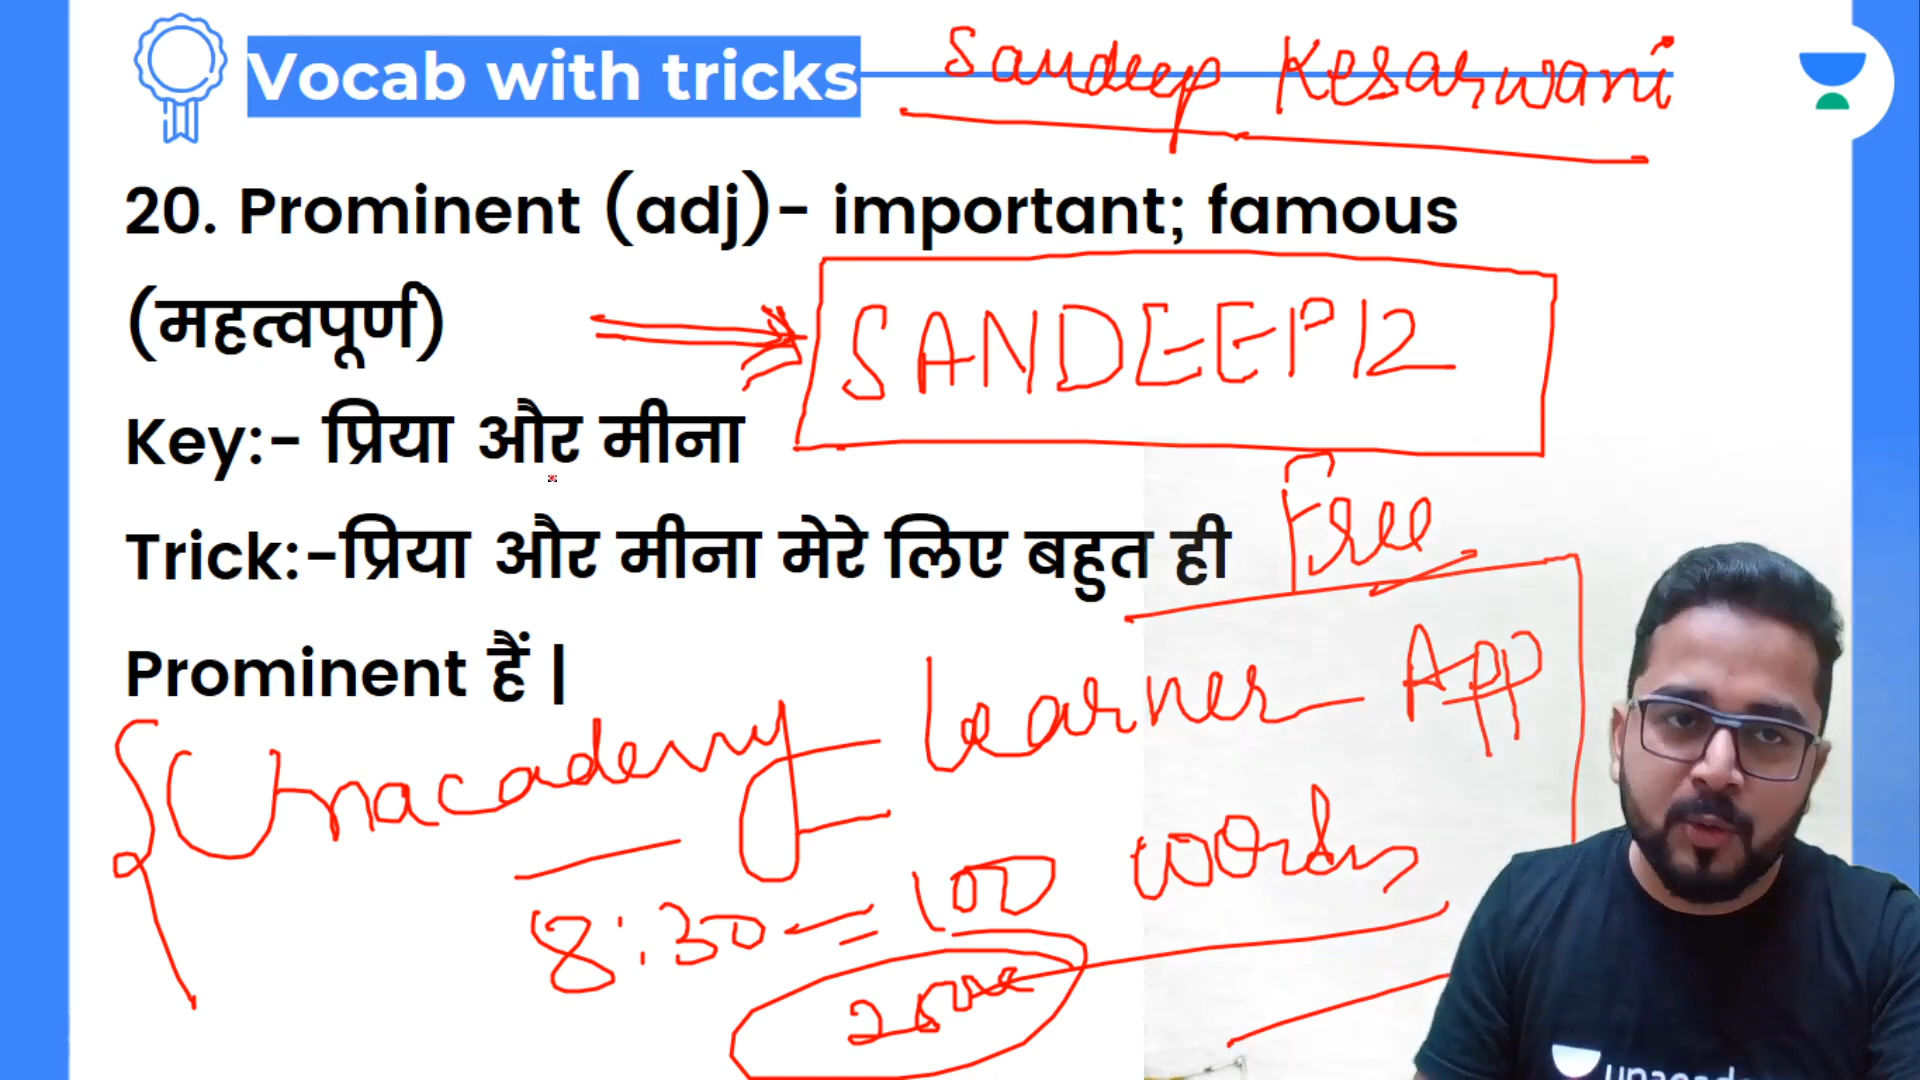 Vocab with tricks
Sandeep Kesarwani
20. Prominent (adj)- important; famous
(महत्वपूर्ण)
SANDEEP12
Key:- प्रिया और मीना
Free
Trick:-प्रिया और मीना मेरे लिए बहुत ही
Prominent हैं |
Unacademy Learner App
8:30 = 100 words
unacademy